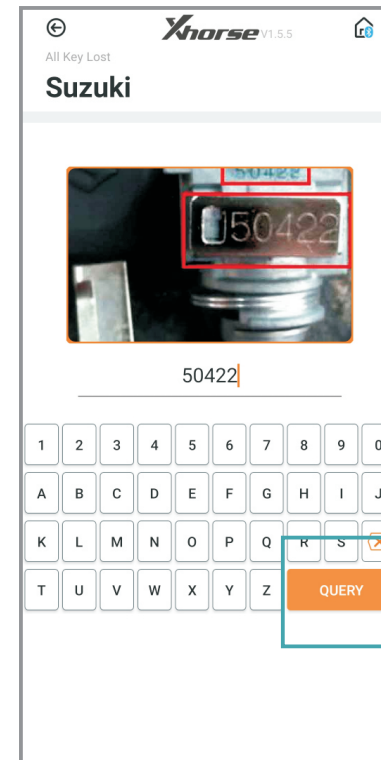 Xhorse V1.5.5
All Key Lost
Suzuki
50422
50422
50422
1 2 3 4 5 6 7 8 9 0
A B C D E F G H I J
K L M N O P Q R S
T U V W X Y Z QUERY